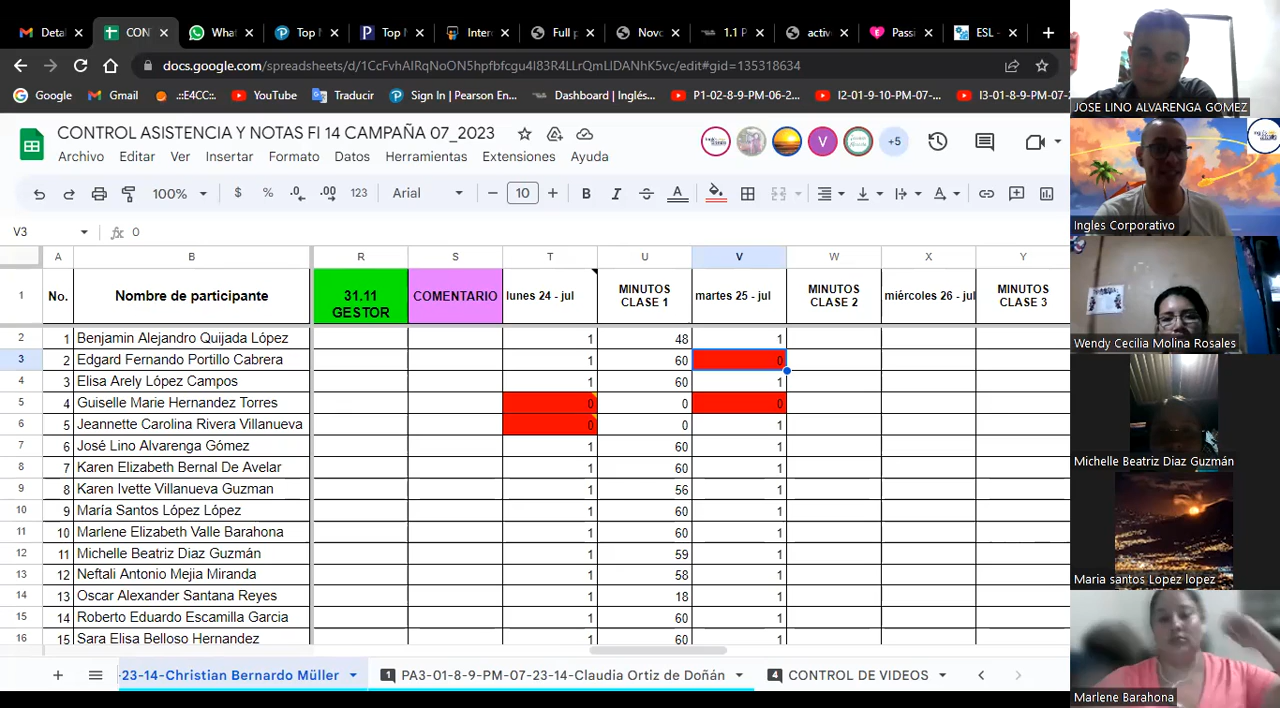 Detal
CON
What
Top N
Top N
Inter
Full p
Novo
1.1 P
activ
Passi
ESL -
docs.google.com/spreadsheets/d/1CcFvhAIRqNoON5hpfbfcgu4I83R4LLrQmLlDANhK5vc/edit#gid=135318634
Google
Gmail
.::E4CC:.
YouTube
Traducir
Sign In | Pearson En...
Dashboard | Inglés...
P1-02-8-9-PM-06-2...
I2-01-9-10-PM-07-...
I3-01-8-9-PM-07-2
CONTROL ASISTENCIA Y NOTAS FI 14 CAMPAÑA 07_2023
+5
Archivo Editar Ver Insertar Formato Datos Herramientas Extensiones Ayuda
100% $ % .0 .00 123 Arial 10 B I A
V3 fx 0
A B R S T U V W X Y
1 No. Nombre de participante 31.11 GESTOR COMENTARIO lunes 24 - jul MINUTOS CLASE 1 martes 25 - jul MINUTOS CLASE 2 miércoles 26 - jul MINUTOS CLASE 3
2 1 Benjamin Alejandro Quijada López 1 48 1
3 2 Edgard Fernando Portillo Cabrera 1 60 0
4 3 Elisa Arely López Campos 1 60 1
5 4 Guiselle Marie Hernandez Torres 0 0 0
6 5 Jeannette Carolina Rivera Villanueva 0 0 1
7 6 José Lino Alvarenga Gómez 1 60 1
8 7 Karen Elizabeth Bernal De Avelar 1 60 1
9 8 Karen Ivette Villanueva Guzman 1 56 1
10 9 María Santos López López 1 60 1
11 10 Marlene Elizabeth Valle Barahona 1 60 1
12 11 Michelle Beatriz Diaz Guzmán 1 59 1
13 12 Neftali Antonio Mejia Miranda 1 58 1
14 13 Oscar Alexander Santana Reyes 1 18 1
15 14 Roberto Eduardo Escamilla Garcia 1 60 1
16 15 Sara Elisa Belloso Hernandez 1 60 1
23-14-Christian Bernardo Müller
1 PA3-01-8-9-PM-07-23-14-Claudia Ortiz de Doñán
4 CONTROL DE VIDEOS
JOSE LINO ALVARENGA GOMEZ
Ingles Corporativo
Wendy Cecilia Molina Rosales
Michelle Beatriz Diaz Guzmán
Maria santos Lopez lopez
Marlene Barahona